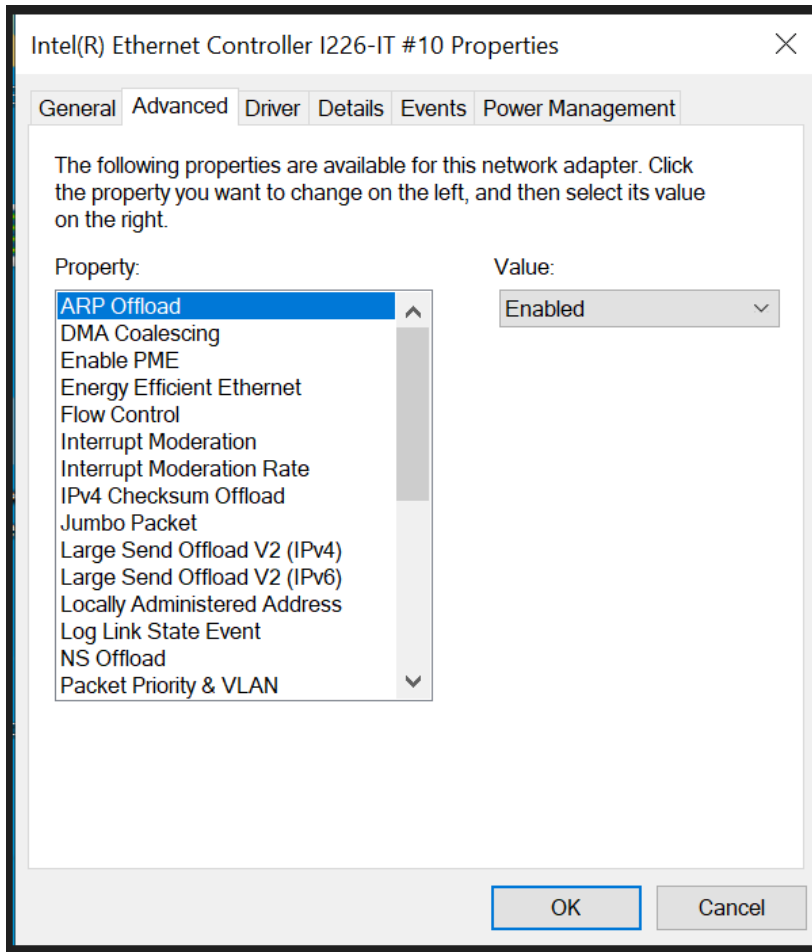 Intel(R) Ethernet Controller I226-IT #10 Properties
General Advanced Driver Details Events Power Management
The following properties are available for this network adapter. Click
the property you want to change on the left, and then select its value
on the right.
Property:
Value:
ARP Offload
Enabled
DMA Coalescing
Enable PME
Energy Efficient Ethernet
Flow Control
Interrupt Moderation
Interrupt Moderation Rate
IPv4 Checksum Offload
Jumbo Packet
Large Send Offload V2 (IPv4)
Large Send Offload V2 (IPv6)
Locally Administered Address
Log Link State Event
NS Offload
Packet Priority & VLAN
OK
Cancel